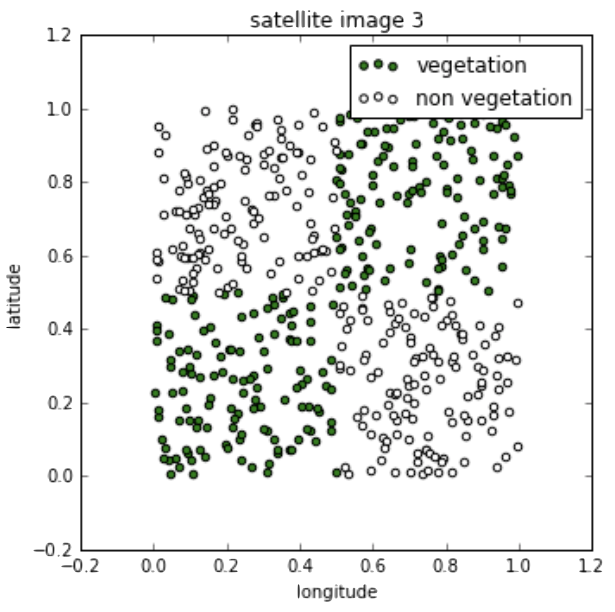 satellite image 3
vegetation
non vegetation
1.2
1.0
0.8
0.6
0.4
0.2
0.0
−0.2
latitude
−0.2 0.0 0.2 0.4 0.6 0.8 1.0 1.2
longitude